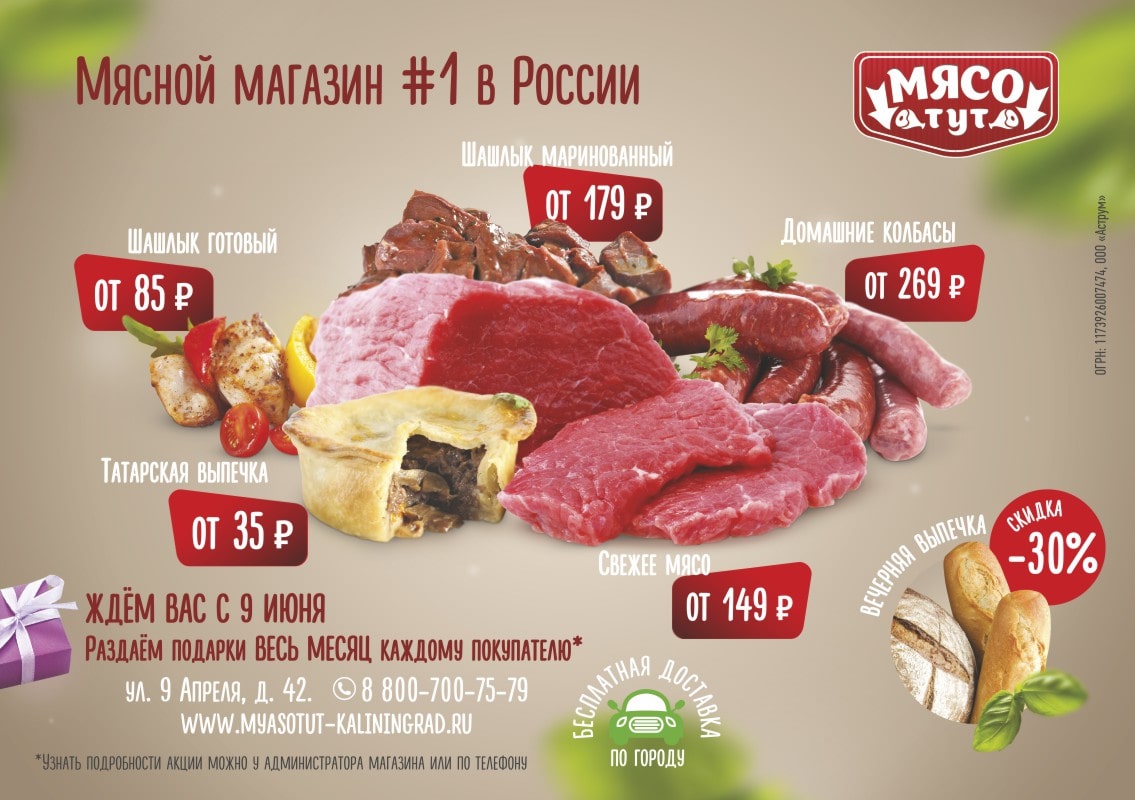 Мясной магазин #1 в России
МЯСО
ТУТ
Шашлык маринованный
от 179 ₽
Шашлык готовый
от 85 ₽
Домашние колбасы
от 269 ₽
ОГРН: 1173926007474, ООО «Аструм»
Татарская выпечка
от 35 ₽
Свежее мясо
от 149 ₽
Вечерная выпечка
скидка
-30%
ЖДЁМ ВАС С 9 ИЮНЯ
Раздаём подарки ВЕСЬ МЕСЯЦ каждому покупателю*
ул. 9 Апреля, д. 42. 8 800-700-75-79
WWW.MYASOTUT-KALININGRAD.RU
Бесплатная доставка
по городу
*Узнать подробности акции можно у администратора магазина или по телефону